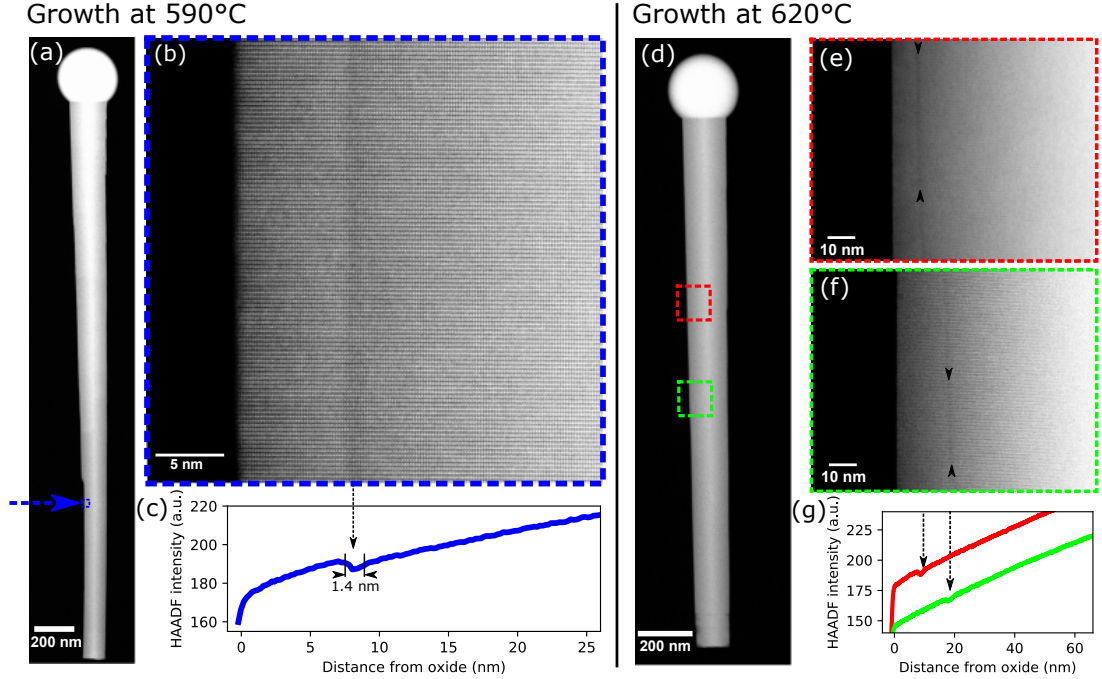 Growth at 590°C
Growth at 620°C
(a)
(b)
5 nm
200 nm
(c)
HAADF intensity (a.u.)
220
200
180
160
1.4 nm
0
5
10
15
20
25
Distance from oxide (nm)
(d)
200 nm
(e)
10 nm
(f)
10 nm
(g)
HAADF intensity (a.u.)
225
200
175
150
0
20
40
60
Distance from oxide (nm)